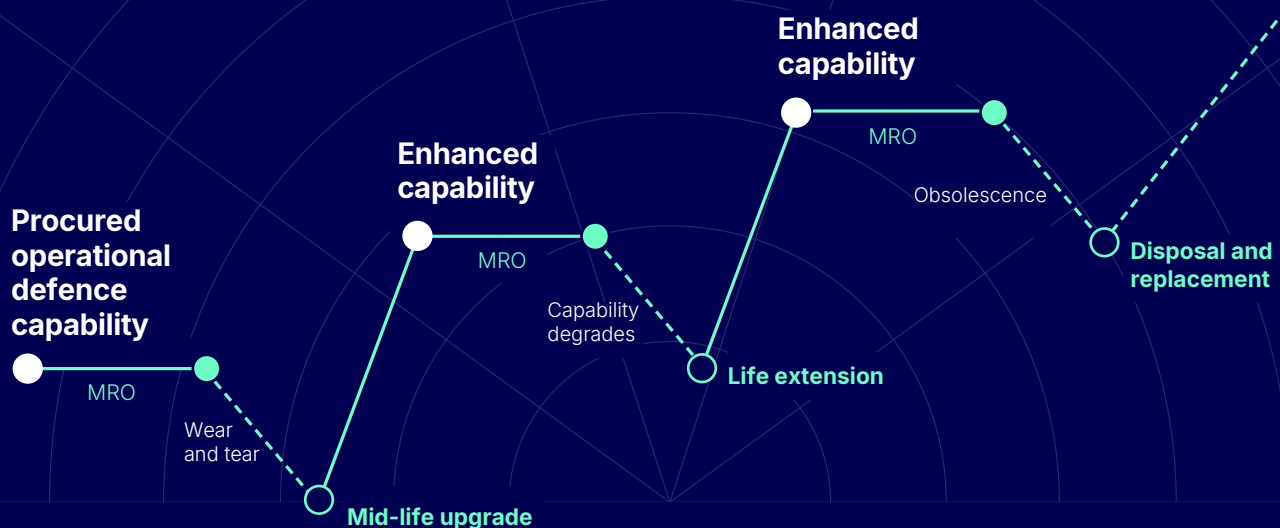 Enhanced
capability
MRO
Obsolescence
Disposal and
replacement
Enhanced
capability
MRO
Capability
degrades
Life extension
Procured
operational
defence
capability
MRO
Wear
and tear
Mid-life upgrade